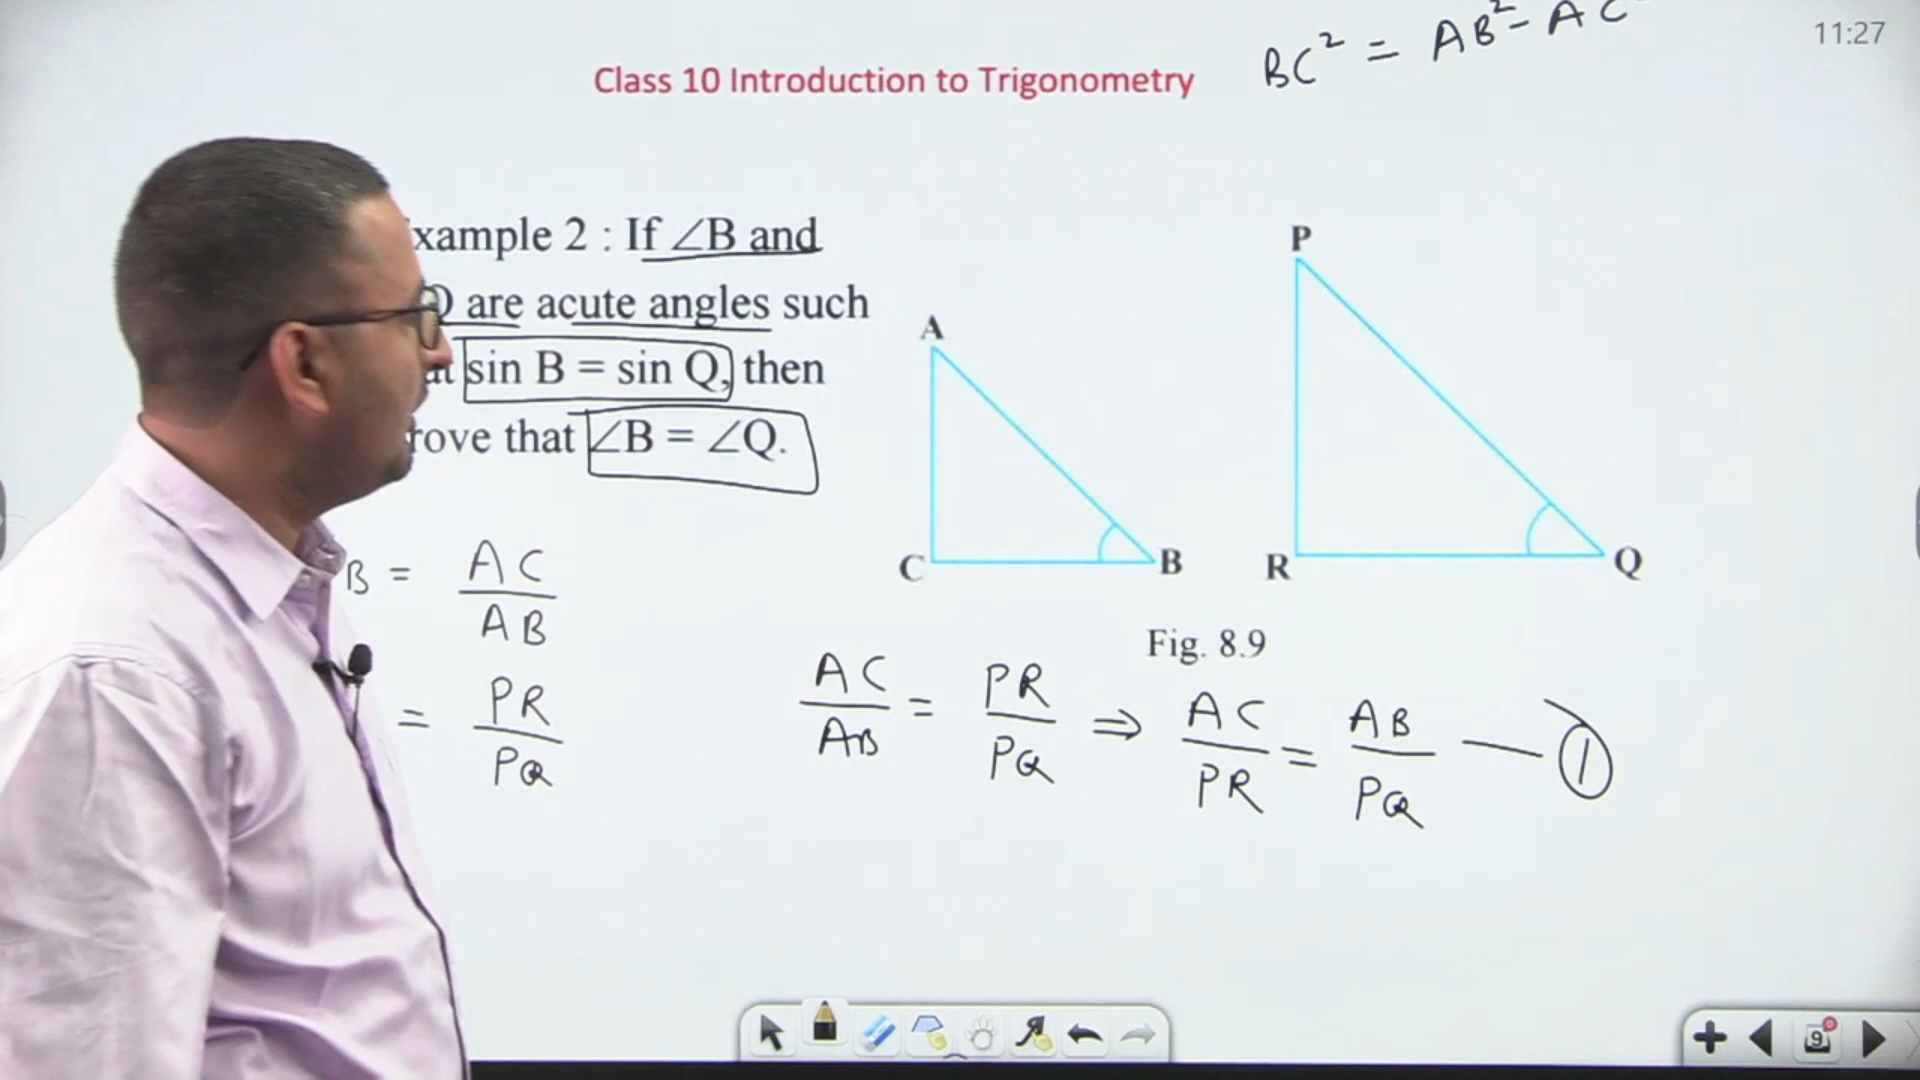 11:27
BC² = AB² - AC
Class 10 Introduction to Trigonometry
xample 2 : If ∠B and
are acute angles such
sin B = sin Q, then
rove that ∠B = ∠Q.
A
C
B
P
R
Q
Fig. 8.9
B = AC/AB
= PR/PQ
AC/AB = PR/PQ ⇒ AC/PR = AB/PQ — ①
9
0